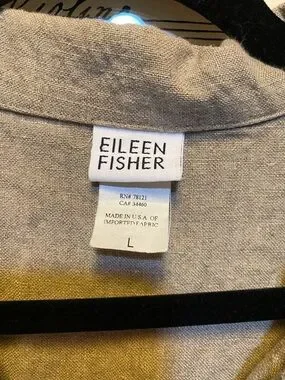 EILEEN
FISHER
RN# 78121
CA# 34460
MADE IN U.S.A. OF
IMPORTED FABRIC
L